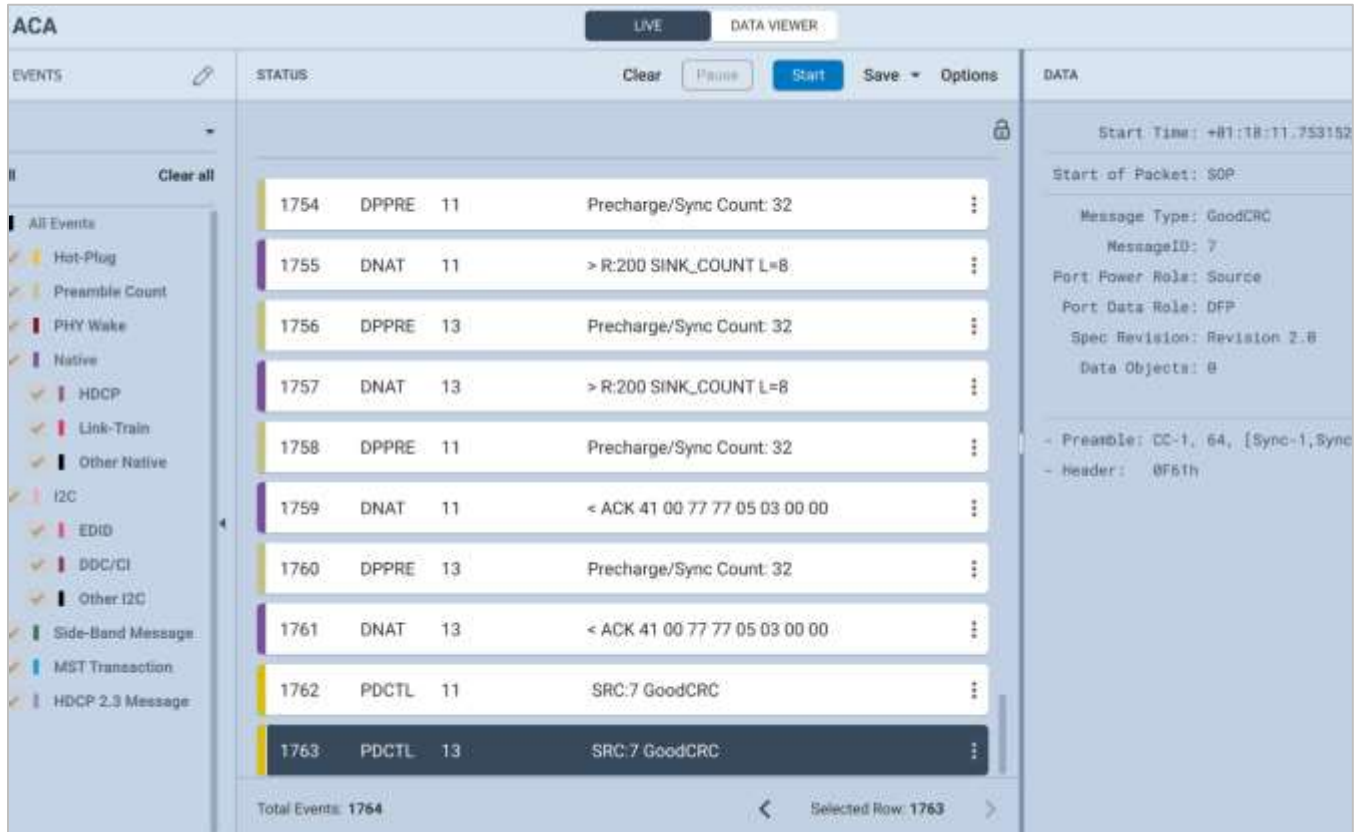 ACA
LIVE DATA VIEWER
EVENTS
Clear all
All Events
Hot-Plug
Preamble Count
PHY Wake
Native
HDCP
Link-Train
Other Native
I2C
EDID
DDC/CI
Other I2C
Side-Band Message
MST Transaction
HDCP 2.3 Message
STATUS Clear Pause Start Save Options
1754 DPPRE 11 Precharge/Sync Count: 32
1755 DNAT 11 > R:200 SINK_COUNT L=8
1756 DPPRE 13 Precharge/Sync Count: 32
1757 DNAT 13 > R:200 SINK_COUNT L=8
1758 DPPRE 11 Precharge/Sync Count: 32
1759 DNAT 11 < ACK 41 00 77 77 05 03 00 00
1760 DPPRE 13 Precharge/Sync Count: 32
1761 DNAT 13 < ACK 41 00 77 77 05 03 00 00
1762 PDCTL 11 SRC:7 GoodCRC
1763 PDCTL 13 SRC:7 GoodCRC
Total Events: 1764 < Selected Row: 1763 >
DATA
Start Time: +01:18:11.753152
Start of Packet: SOP
Message Type: GoodCRC
MessageID: 7
Port Power Role: Source
Port Data Role: DFP
Spec Revision: Revision 2.0
Data Objects: 0
- Preamble: CC-1, 64, [Sync-1,Sync
- Header: 0F61h